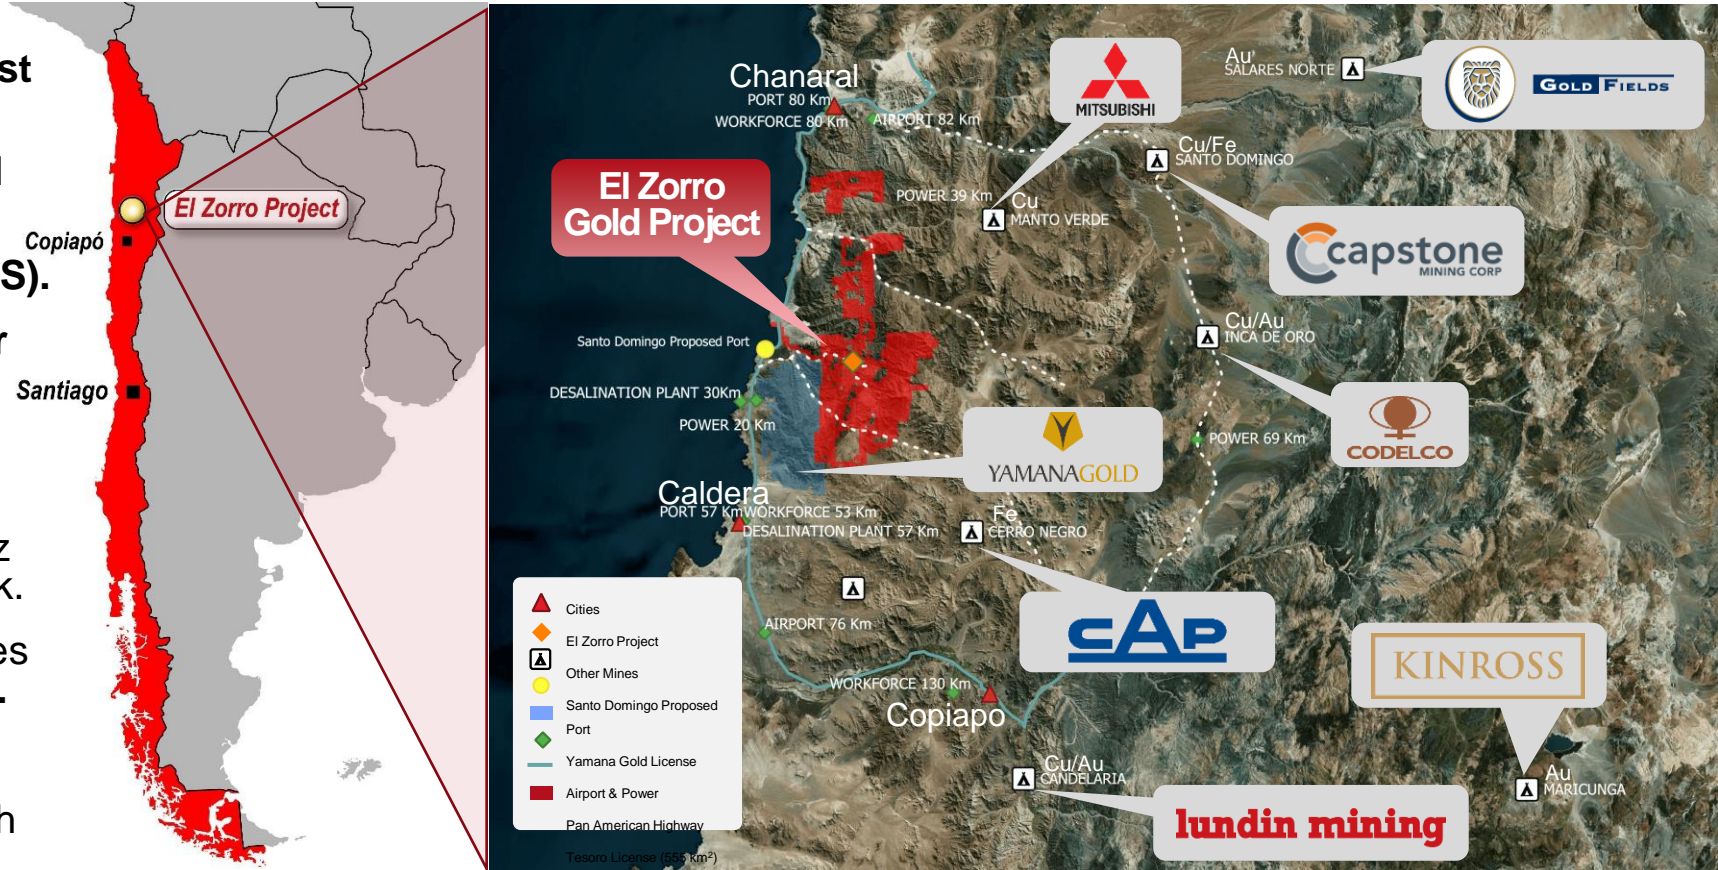 st
S).
r
z
k.
es
.
h
El Zorro Project
Copiapó
Santiago
Chanaral
PORT 80 Km
WORKFORCE 80 Km
AIRPORT 82 Km
MITSUBISHI
Au
SALARES NORTE
GOLD FIELDS
Cu/Fe
SANTO DOMINGO
El Zorro
Gold Project
POWER 39 Km
Cu
MANTO VERDE
capstone
MINING CORP
Santo Domingo Proposed Port
Cu/Au
INCA DE ORO
DESALINATION PLANT 30Km
POWER 20 Km
YAMANAGOLD
CODELCO
POWER 69 Km
Caldera
PORT 57 Km
WORKFORCE 53 Km
DESALINATION PLANT 57 Km
Fe
CERRO NEGRO
CAP
AIRPORT 76 Km
KINROSS
WORKFORCE 130 Km
Copiapo
Cu/Au
CANDELARIA
lundin mining
Au
MARICUNGA
Cities
El Zorro Project
Other Mines
Santo Domingo Proposed
Port
Yamana Gold License
Airport & Power
Pan American Highway
Tesoro License (555 km²)